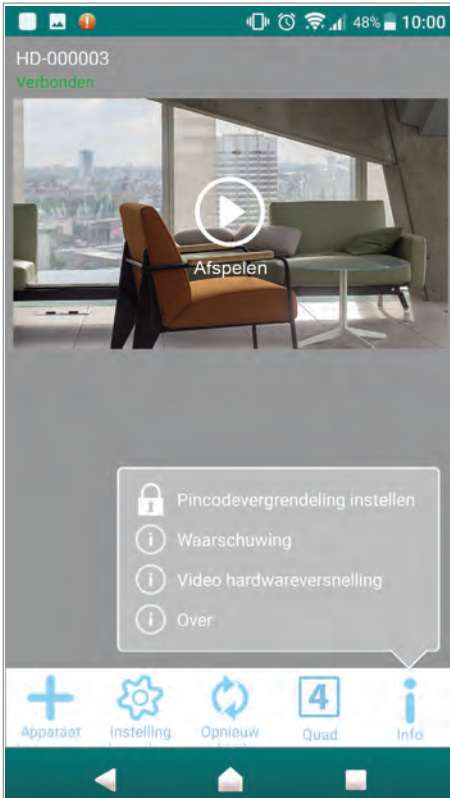 48% 10:00
HD-000003
Verbonden
Afspelen
Pincodevergrendeling instellen
Waarschuwing
Video hardwareversnelling
Over
4
Apparaat Instelling Opnieuw Quad Info